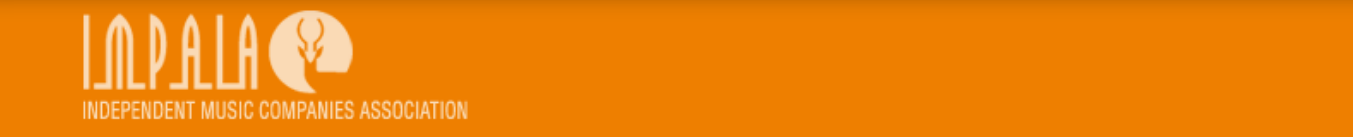 IMPALA
INDEPENDENT MUSIC COMPANIES ASSOCIATION